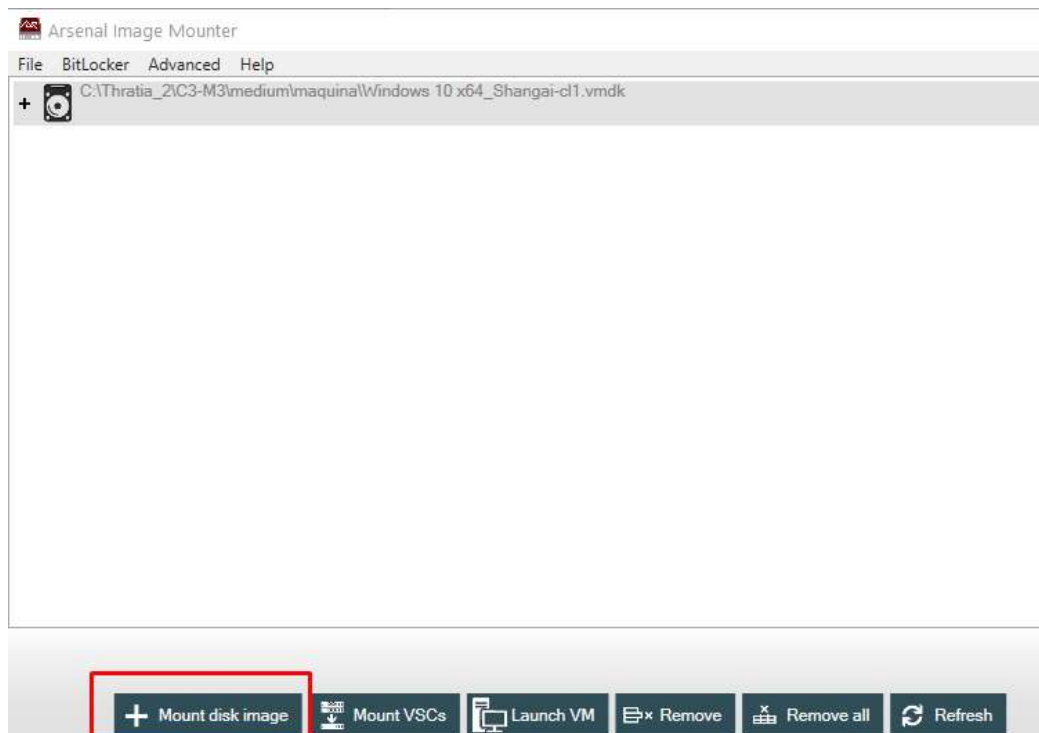 Arsenal Image Mounter
File BitLocker Advanced Help
+ C:\Thratia_2\C3-M3\medium\maquina\Windows 10 x64_Shangai-cl1.vmdk
Mount disk image Mount VSCs Launch VM Remove Remove all Refresh